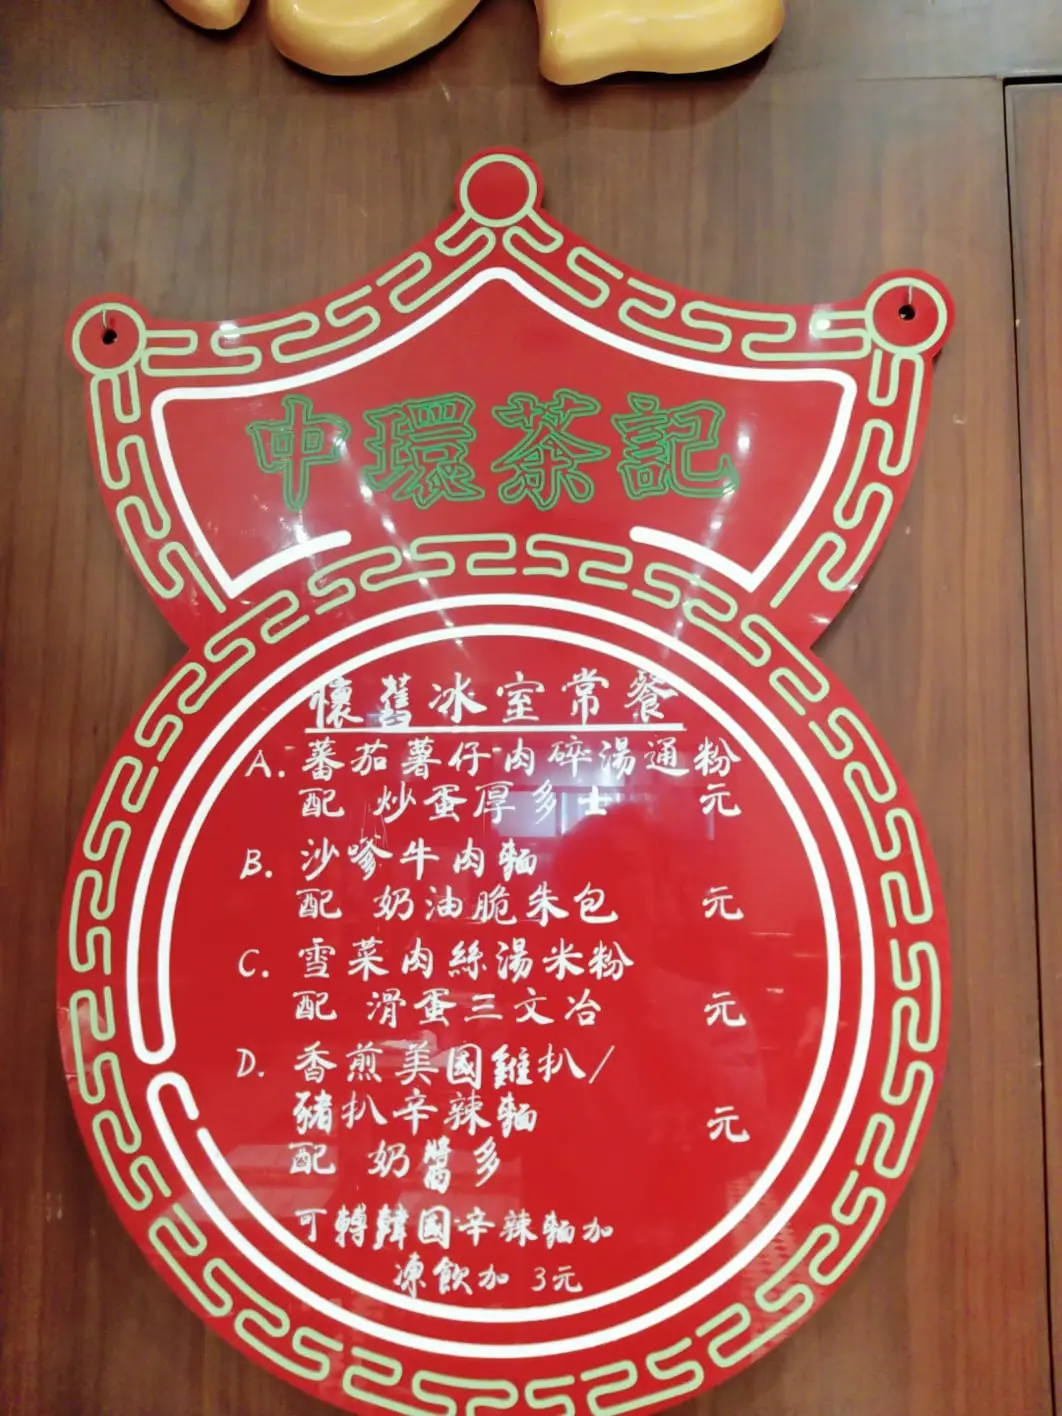 中環茶記
懷舊冰室常餐
A. 蕃茄薯仔肉碎湯通粉
配 炒蛋厚多士 元
B. 沙嗲牛肉麵
配 奶油脆朱包 元
C. 雪菜肉絲湯米粉
配 滑蛋三文冶 元
D. 香煎美國雞扒/
豬扒辛辣麵 元
配 奶醬多
可轉韓国辛辣麵加
凍飲加 3元